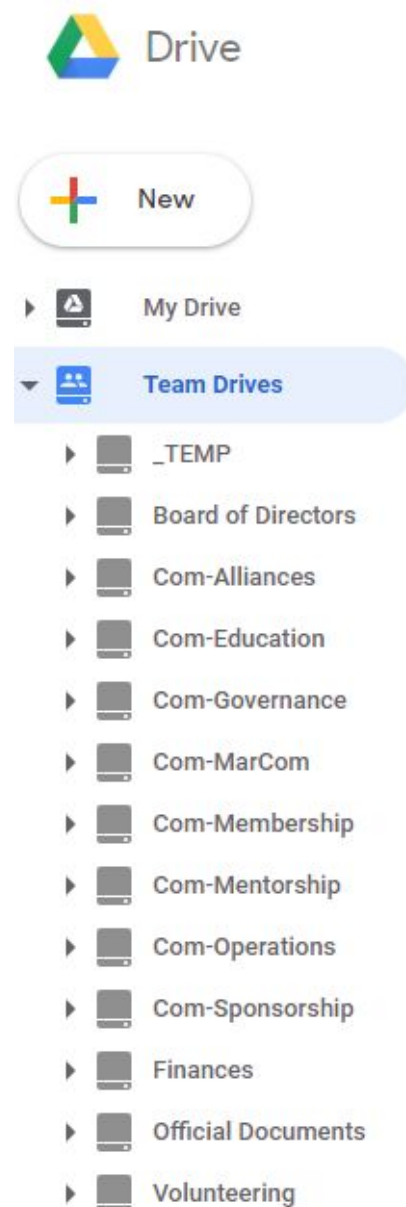 Drive
New
My Drive
Team Drives
_TEMP
Board of Directors
Com-Alliances
Com-Education
Com-Governance
Com-MarCom
Com-Membership
Com-Mentorship
Com-Operations
Com-Sponsorship
Finances
Official Documents
Volunteering